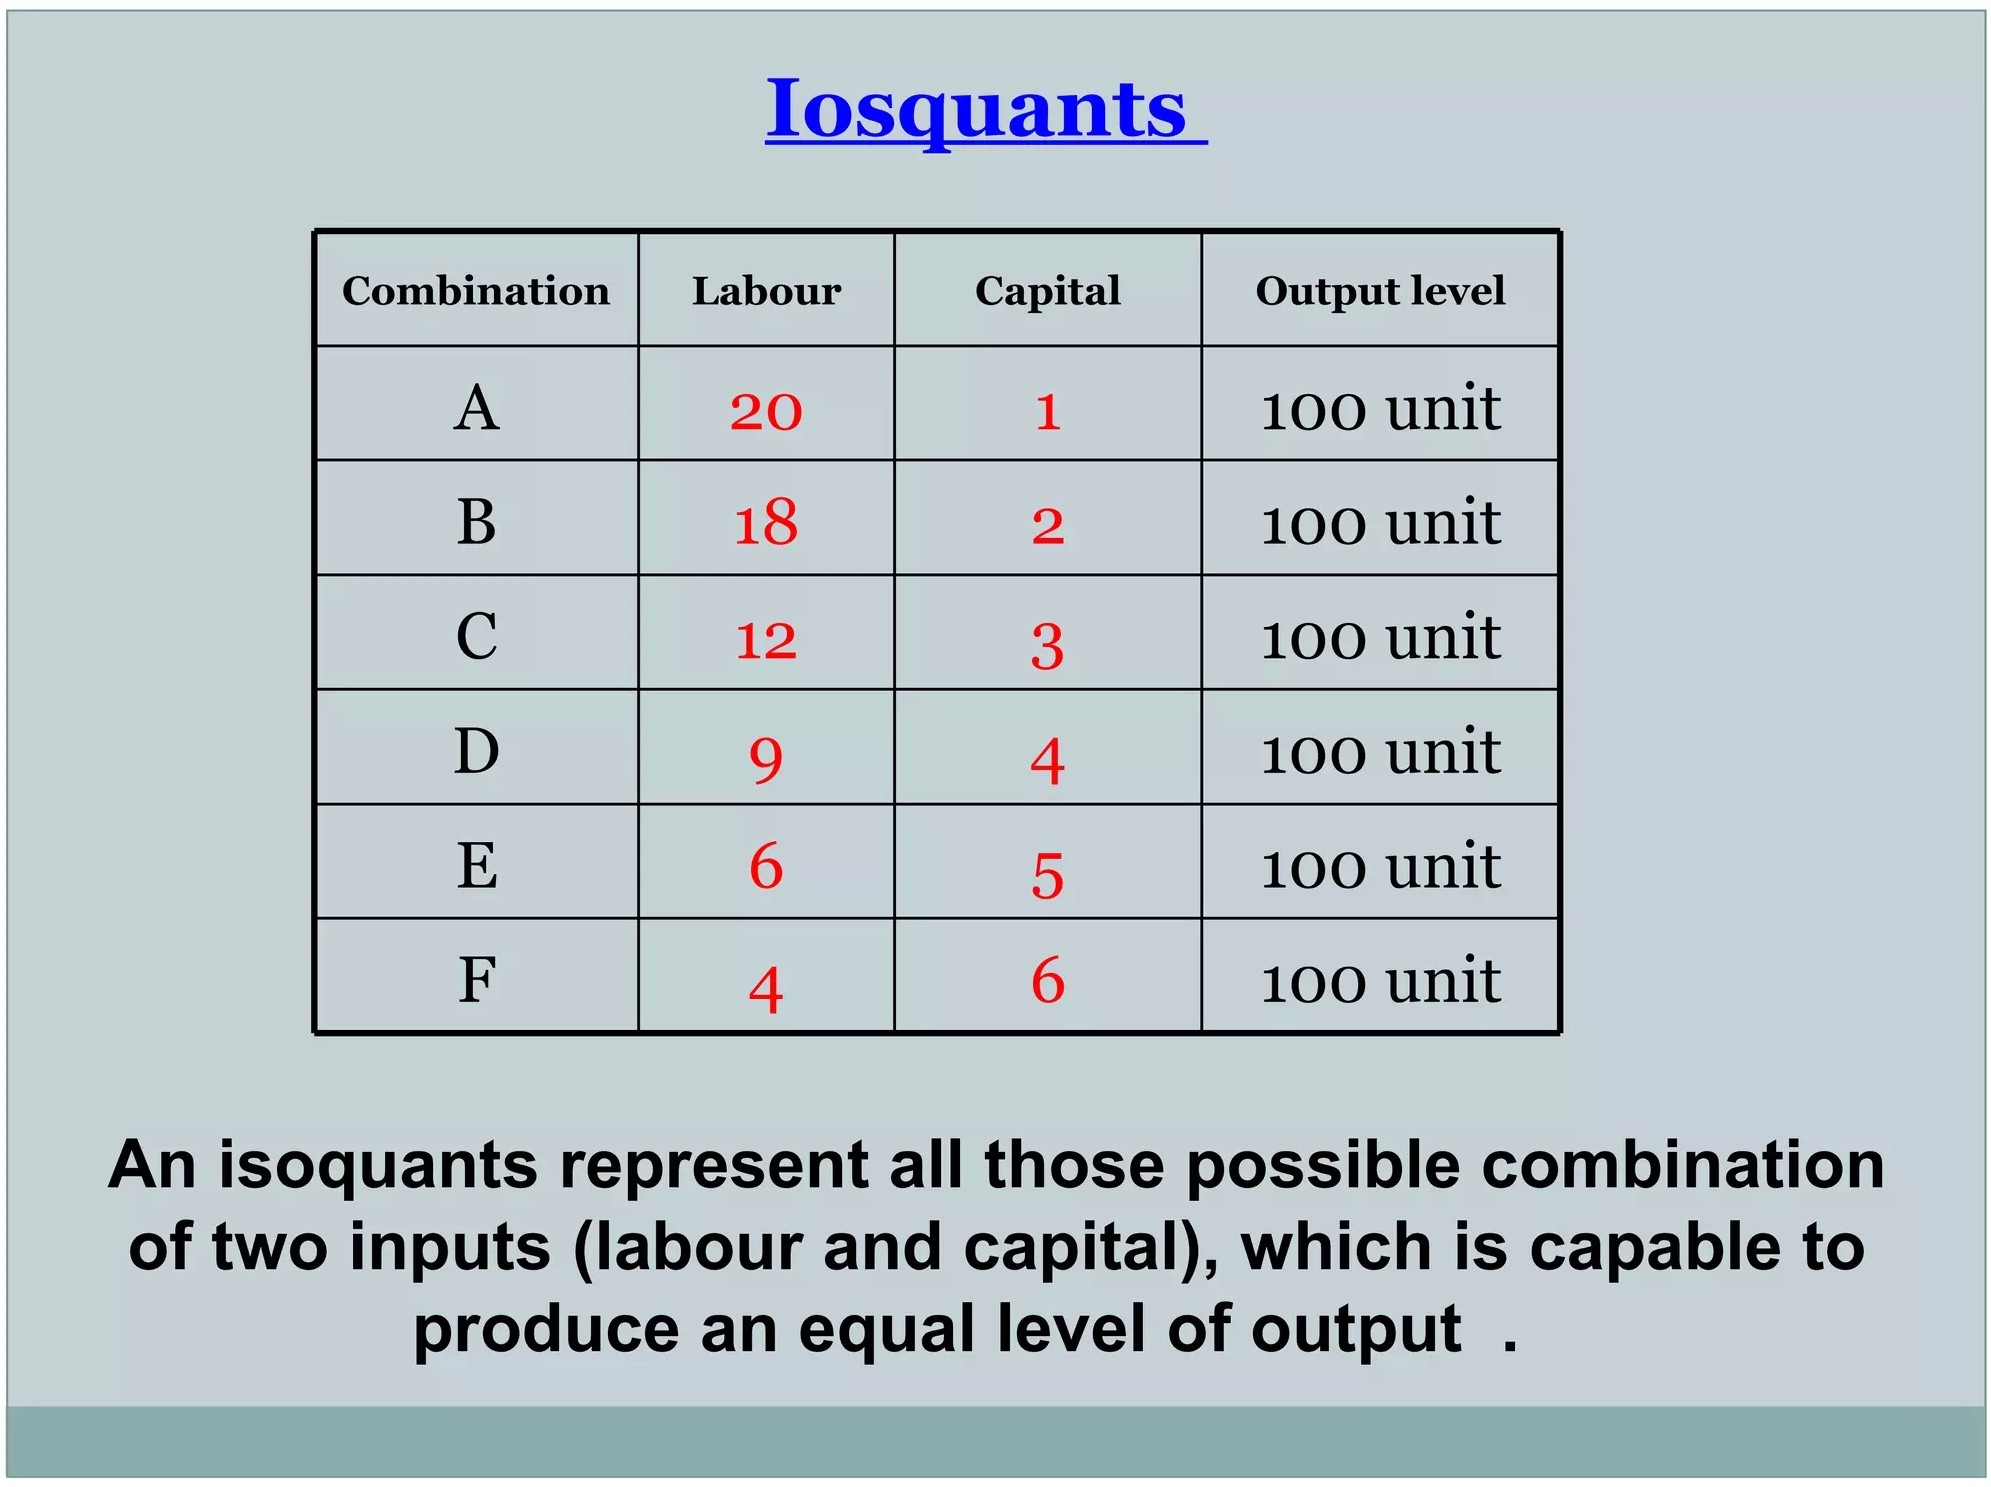 Iosquants
Combination Labour Capital Output level
A 20 1 100 unit
B 18 2 100 unit
C 12 3 100 unit
D 9 4 100 unit
E 6 5 100 unit
F 4 6 100 unit
An isoquants represent all those possible combination
of two inputs (labour and capital), which is capable to
produce an equal level of output .